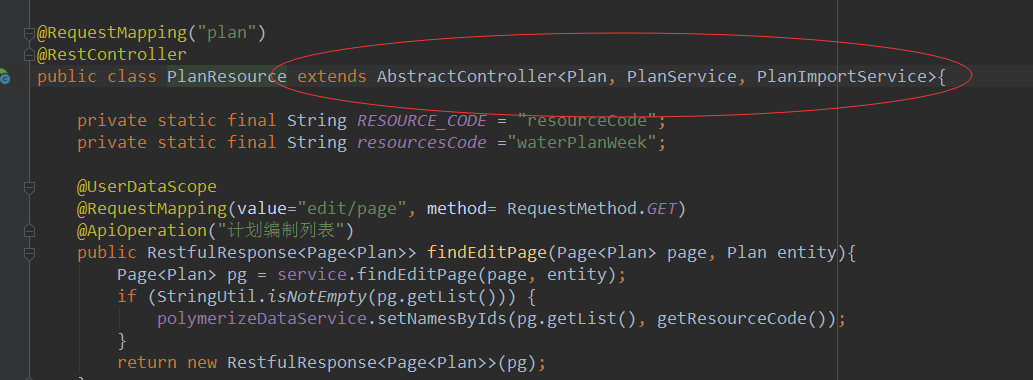 @RequestMapping("plan")
@RestController
public class PlanResource extends AbstractController<Plan, PlanService, PlanImportService>{
private static final String RESOURCE_CODE = "resourceCode";
private static final String resourcesCode ="waterPlanWeek";
@UserDataScope
@RequestMapping(value="edit/page", method= RequestMethod.GET)
@ApiOperation("计划编制列表")
public RestfulResponse<Page<Plan>> findEditPage(Page<Plan> page, Plan entity){
Page<Plan> pg = service.findEditPage(page, entity);
if (StringUtil.isNotEmpty(pg.getList())) {
polymerizeDataService.setNamesByIds(pg.getList(), getResourceCode());
}
return new RestfulResponse<Page<Plan>>(pg);